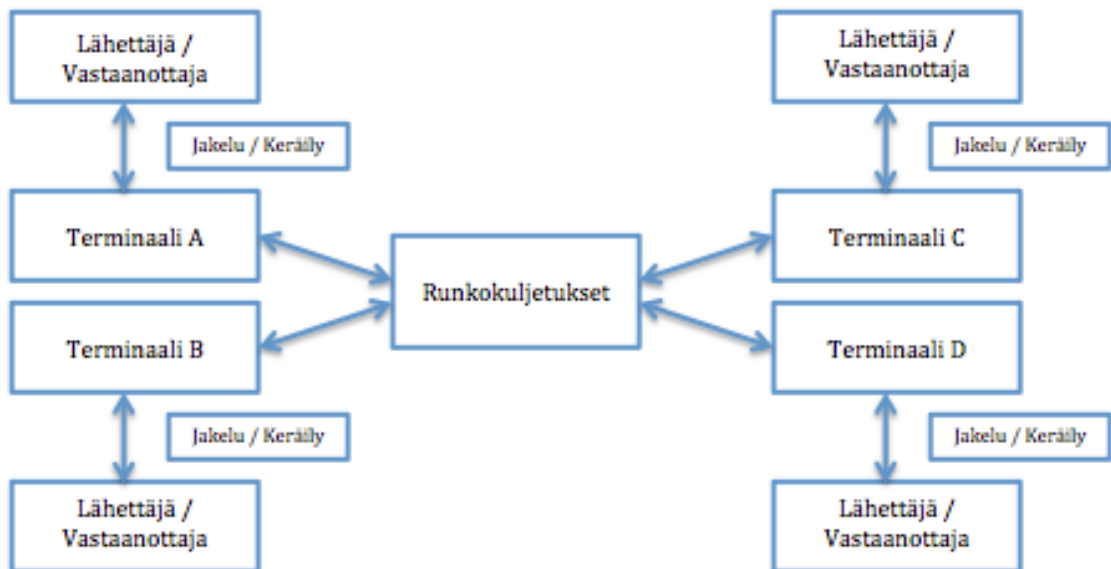 Lähettäjä /
Vastaanottaja
Lähettäjä /
Vastaanottaja
Jakelu / Keräily
Jakelu / Keräily
Terminaali A
Terminaali C
Runkokuljetukset
Terminaali B
Terminaali D
Jakelu / Keräily
Jakelu / Keräily
Lähettäjä /
Vastaanottaja
Lähettäjä /
Vastaanottaja